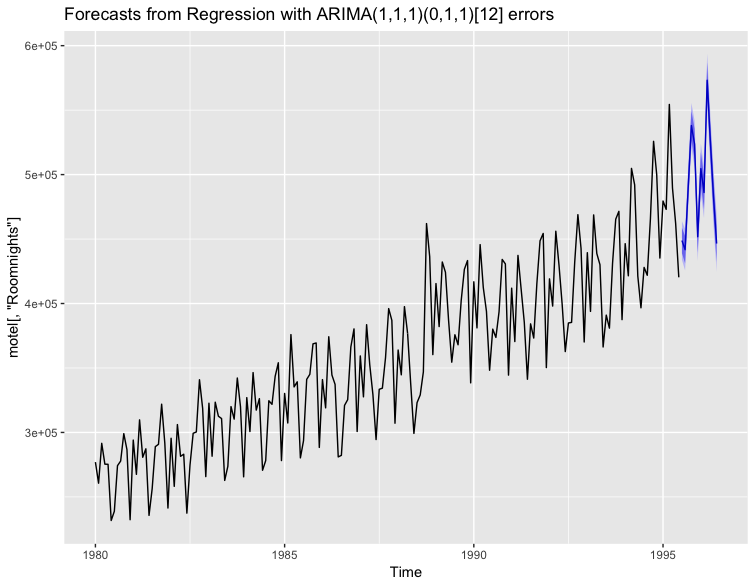 Forecasts from Regression with ARIMA(1,1,1)(0,1,1)[12] errors
6e+05
5e+05
4e+05
3e+05
motel[, "Roomnights"]
1980
1985
1990
1995
Time